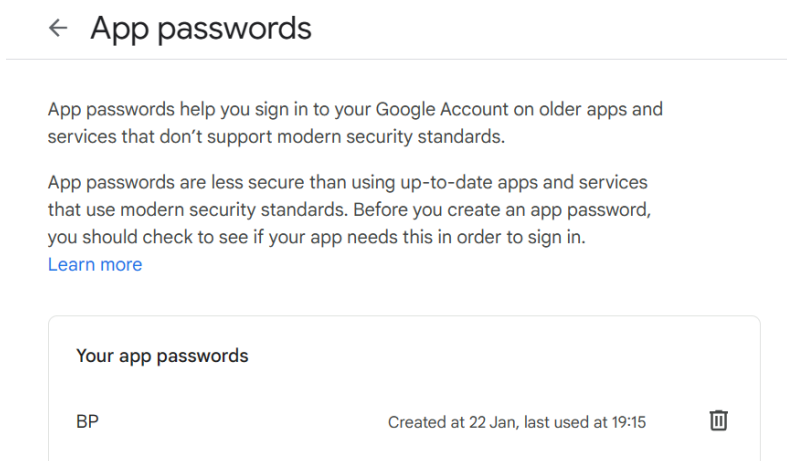 App passwords
App passwords help you sign in to your Google Account on older apps and
services that don’t support modern security standards.
App passwords are less secure than using up-to-date apps and services
that use modern security standards. Before you create an app password,
you should check to see if your app needs this in order to sign in.
Learn more
Your app passwords
BP Created at 22 Jan, last used at 19:15